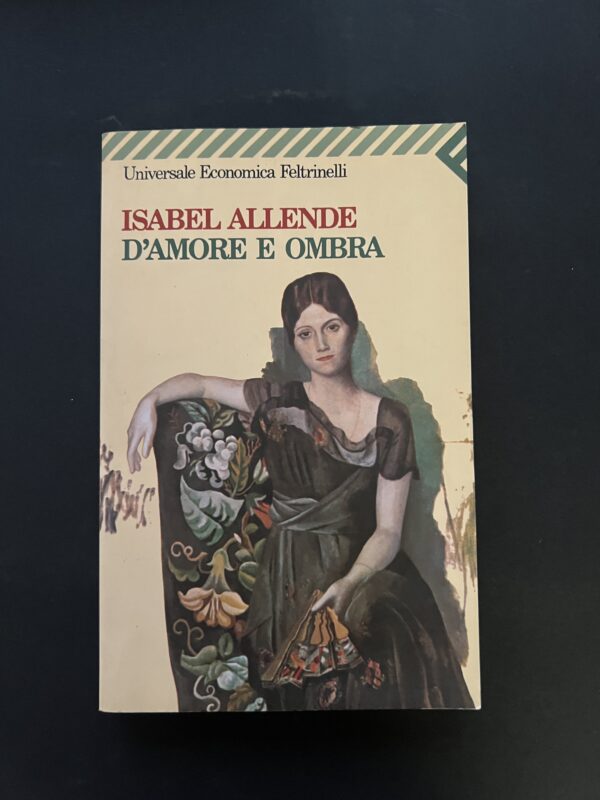 Universale Economica Feltrinelli
ISABEL ALLENDE
D'AMORE E OMBRA